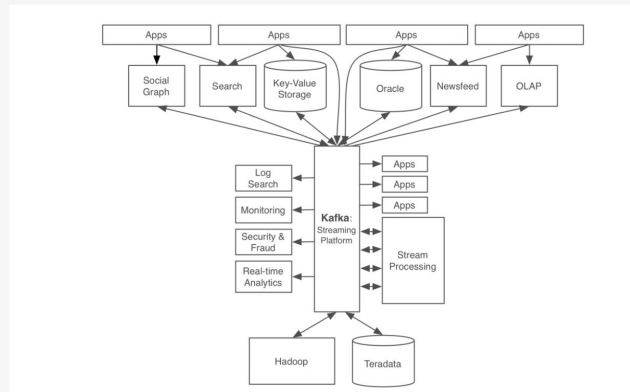 Apps
Apps
Apps
Apps
Social
Graph
Search
Key-Value
Storage
Oracle
Newsfeed
OLAP
Log
Search
Monitoring
Security &
Fraud
Real-time
Analytics
Kafka:
Streaming
Platform
Apps
Apps
Apps
Stream
Processing
Hadoop
Teradata